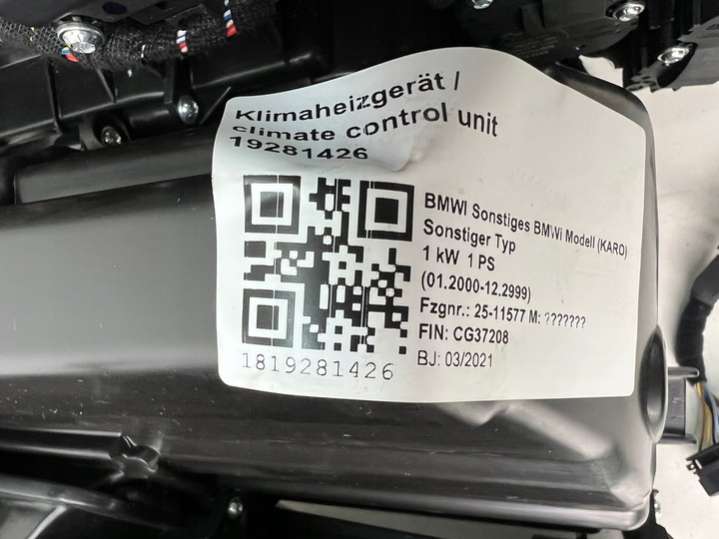 Klimaheizgerät /
climate control unit
19281426
BMWI Sonstiges BMWi Modell (KARO)
Sonstiger Typ
1 kW 1 PS
(01.2000-12.2999)
Fzgnr.: 25-11577 M: ???????
FIN: CG37208
BJ: 03/2021
1819281426